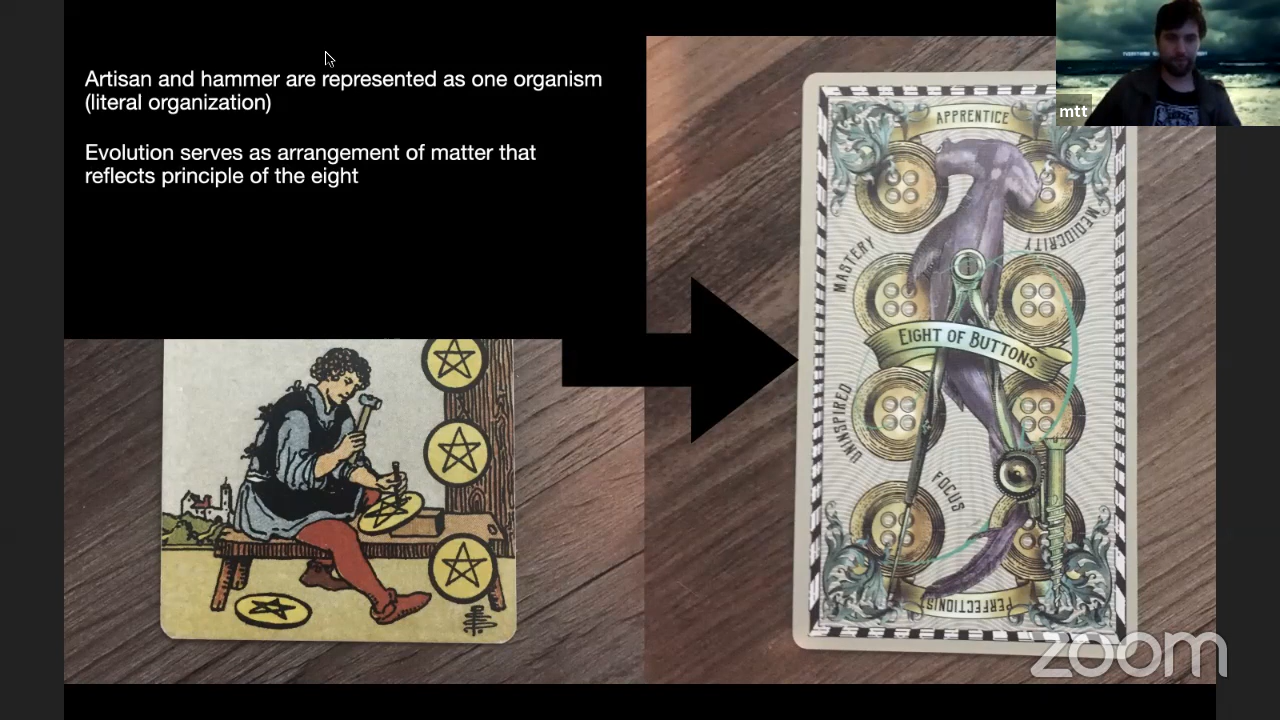 Artisan and hammer are represented as one organism
(literal organization)
Evolution serves as arrangement of matter that
reflects principle of the eight
mtt
APPRENTICE
MASTERY
MEDIOCRITY
EIGHT OF BUTTONS
UNINSPIRED
FOCUS
PERFECTIONIST
zoom